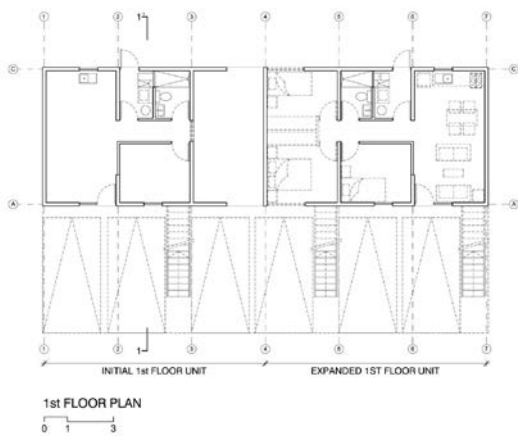 1 2 1' 3 4 5 6 7
C C
A A
1 2 1 3 4 5 6 7
INITIAL 1st FLOOR UNIT EXPANDED 1ST FLOOR UNIT
1st FLOOR PLAN
0 1 3